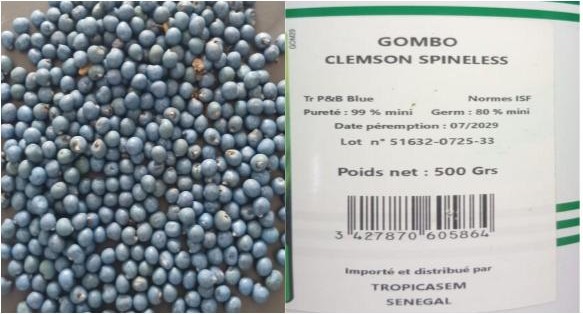 GOMBO
CLEMSON SPINELESS
Tr P&B Blue Normes ISF
Pureté : 99 % mini Germ : 80 % mini
Date péremption : 07/2029
Lot n° 51632-0725-33
Poids net : 500 Grs
3 427870 605864
Importé et distribué par
TROPICASEM
SENEGAL